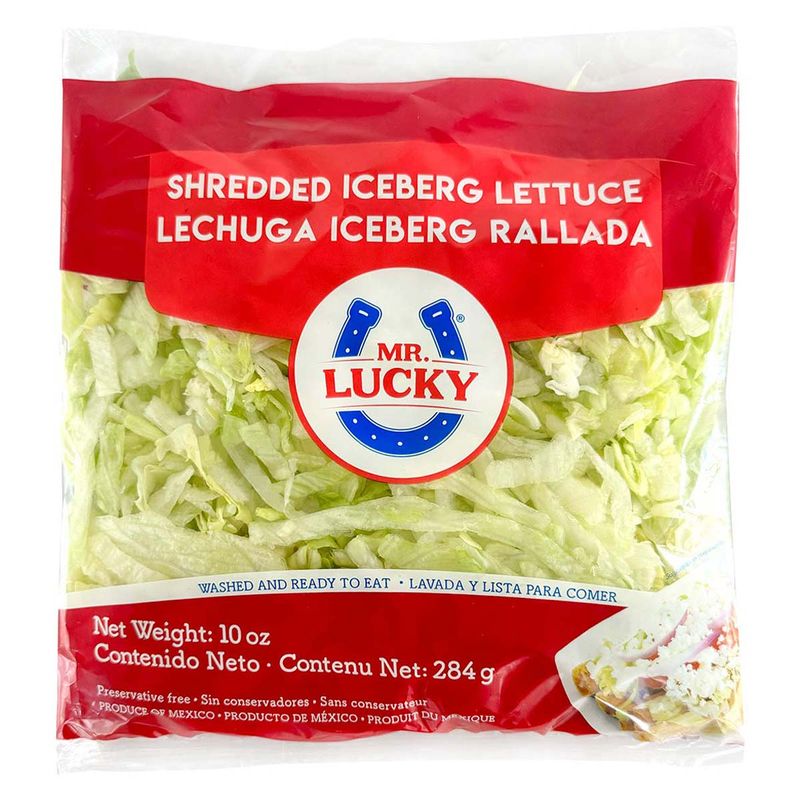 SHREDDED ICEBERG LETTUCE
LECHUGA ICEBERG RALLADA
®
MR.
LUCKY
WASHED AND READY TO EAT • LAVADA Y LISTA PARA COMER
Net Weight: 10 oz
Contenido Neto · Contenu Net: 284 g
Preservative free • Sin conservadores • Sans conservateur
PRODUCE OF MEXICO • PRODUCTO DE MÉXICO • PRODUIT DU MEXIQUE